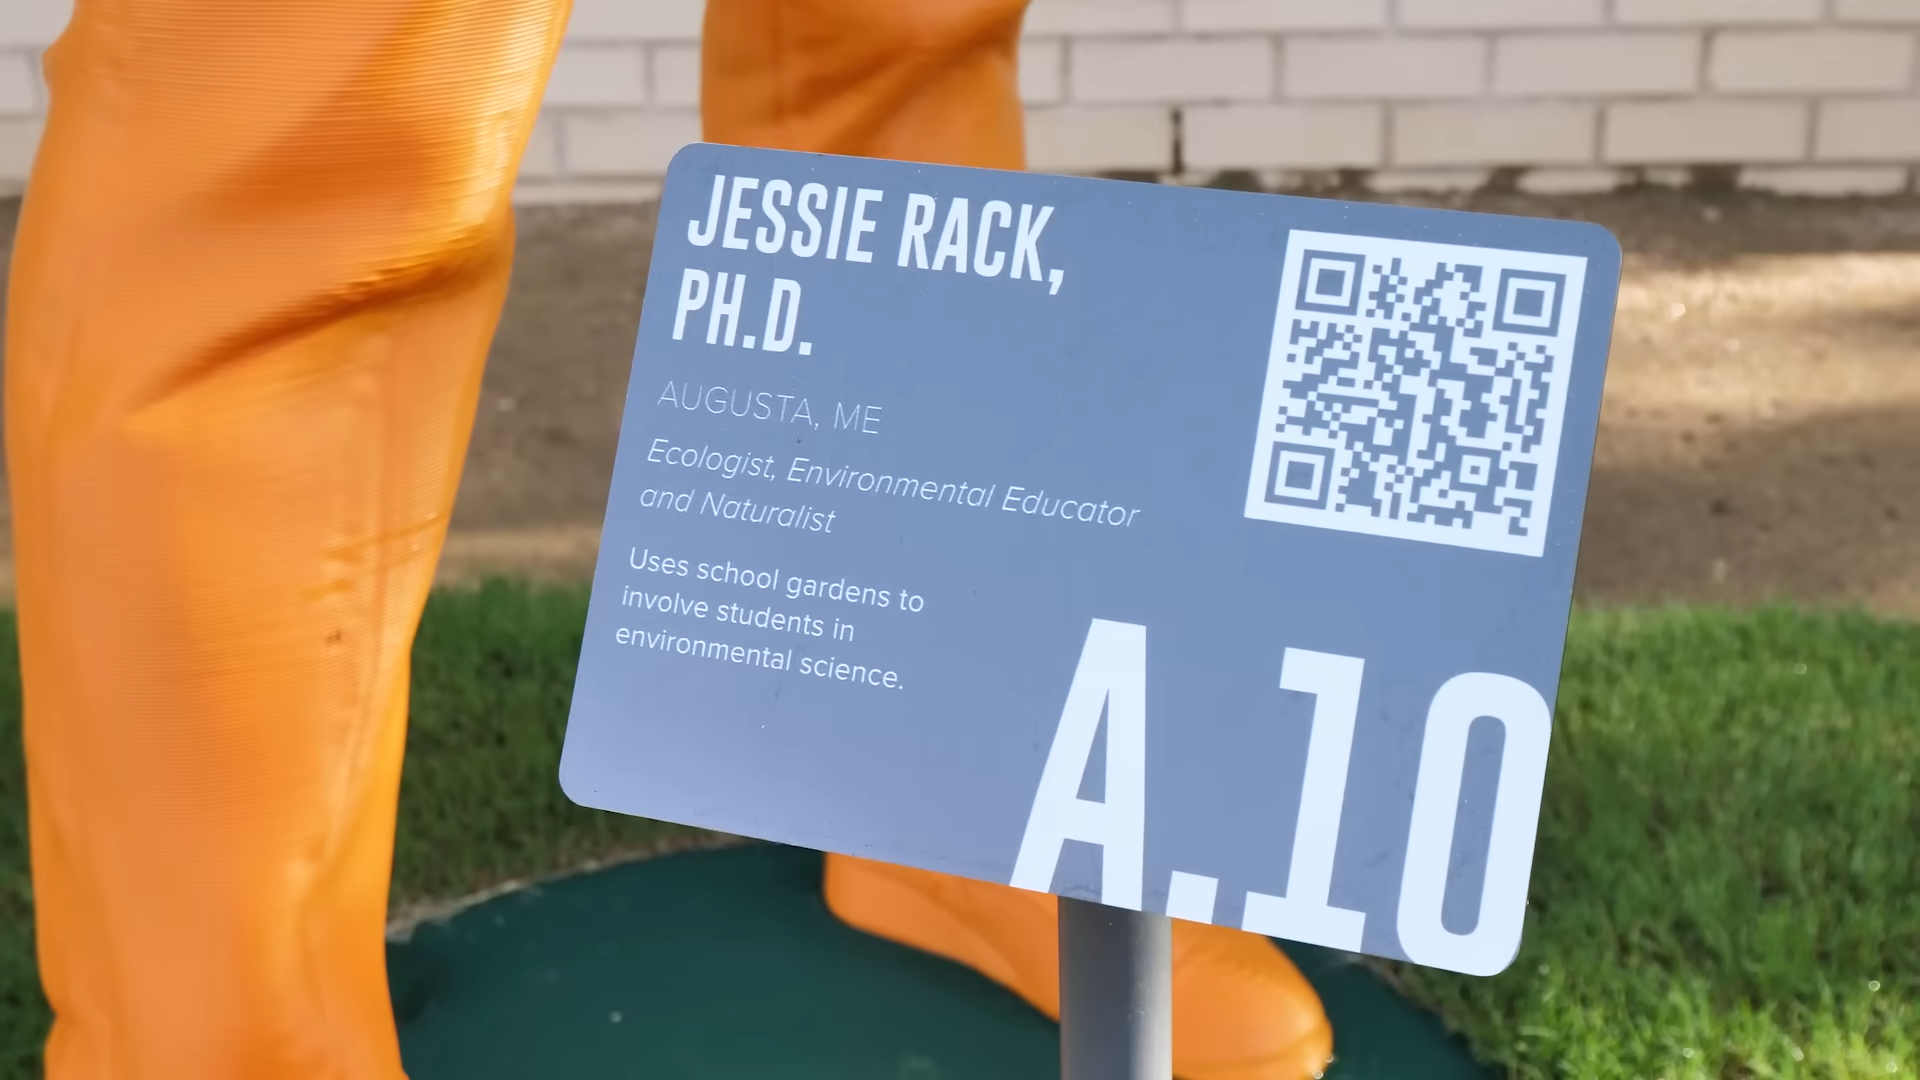 JESSIE RACK,
PH.D.
AUGUSTA, ME
Ecologist, Environmental Educator
and Naturalist
Uses school gardens to
involve students in
environmental science.
A.10